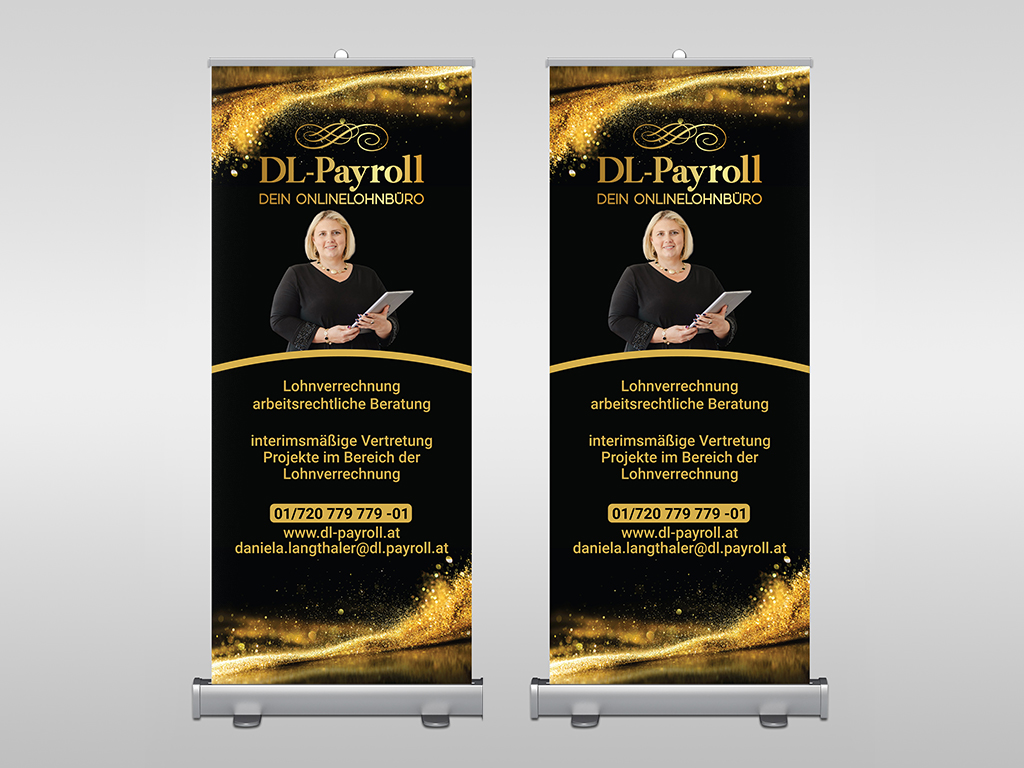 DL-Payroll
DEIN ONLINELOHNBÜRO
Lohnverrechnung
arbeitsrechtliche Beratung
interimsmäßige Vertretung
Projekte im Bereich der
Lohnverrechnung
01/720 779 779 -01
www.dl-payroll.at
daniela.langthaler@dl.payroll.at
DL-Payroll
DEIN ONLINELOHNBÜRO
Lohnverrechnung
arbeitsrechtliche Beratung
interimsmäßige Vertretung
Projekte im Bereich der
Lohnverrechnung
01/720 779 779 -01
www.dl-payroll.at
daniela.langthaler@dl.payroll.at